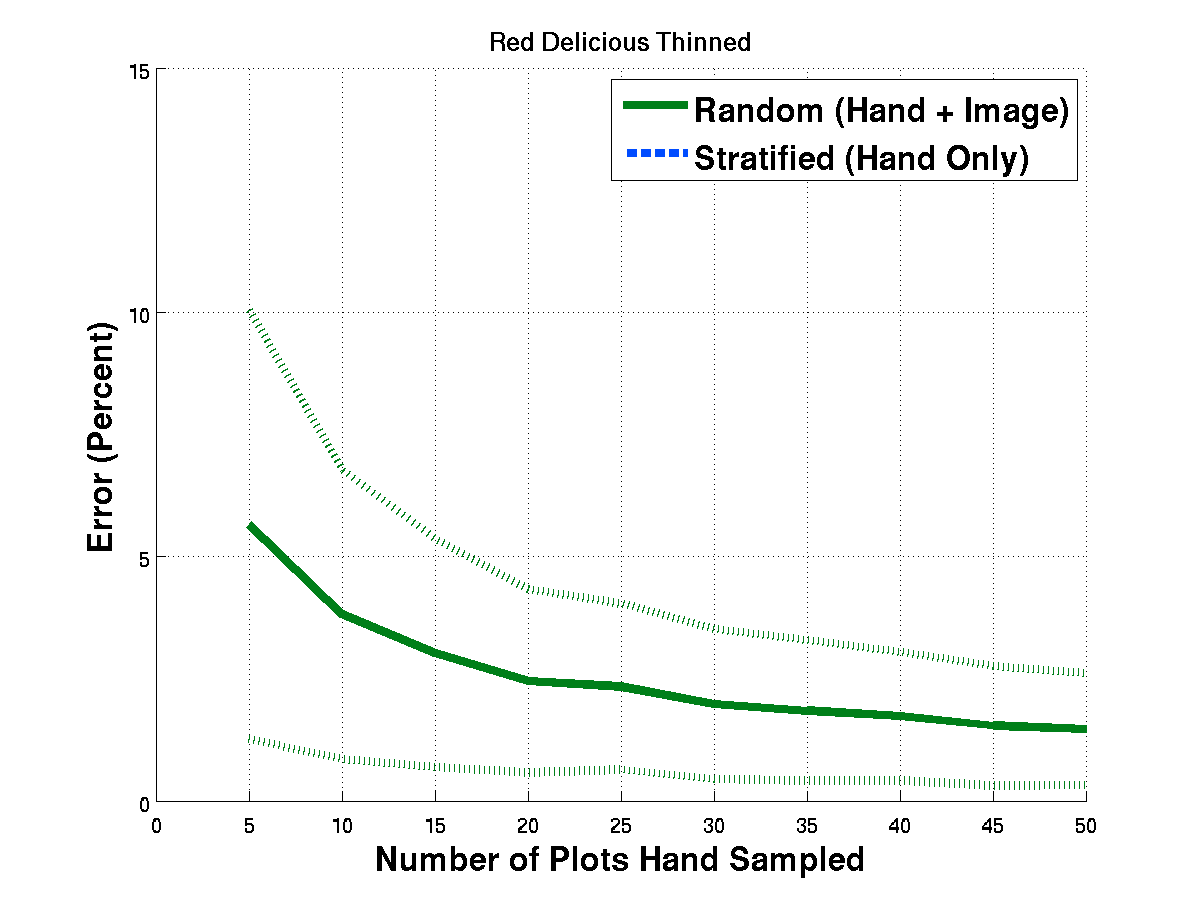 Red Delicious Thinned
15
Random (Hand + Image)
Stratified (Hand Only)
10
Error (Percent)
5
0
0 5 10 15 20 25 30 35 40 45 50
Number of Plots Hand Sampled